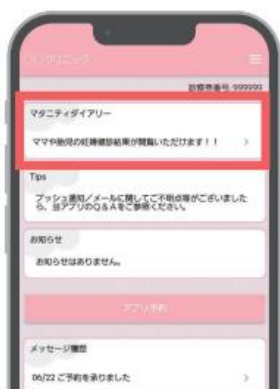 ○○クリニック
診察券番号 999999
マタニティダイアリー
ママや胎児の妊婦健診結果が閲覧いただけます！！
Tips
プッシュ通知／メールに関してご不明点等がございました
ら、当アプリのQ＆Aをご参照ください。
お知らせ
お知らせはありません。
アプリ予約
メッセージ履歴
06/22 ご予約を承りました